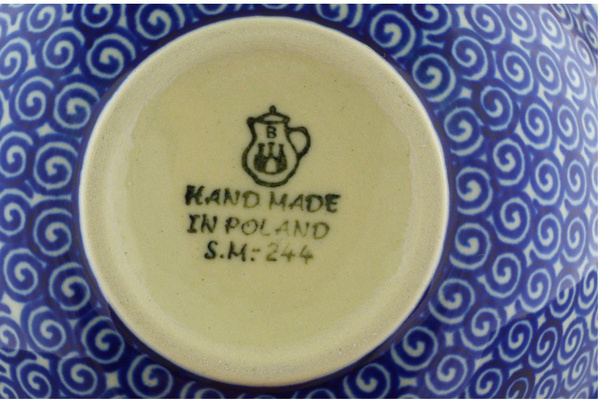 B
HAND MADE
IN POLAND
S.M.-244